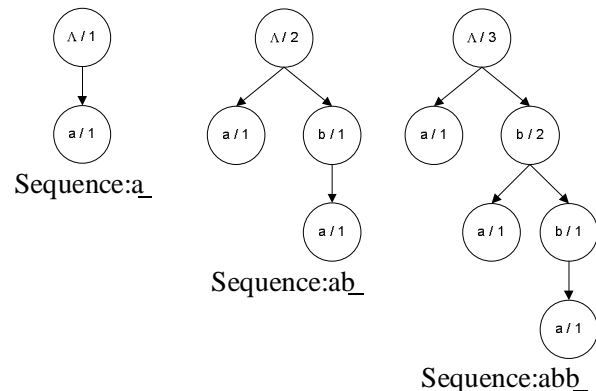 Λ / 1
Λ / 2
Λ / 3
a / 1
a / 1
b / 1
a / 1
b / 2
Sequence:a_
a / 1
a / 1
b / 1
Sequence:ab_
a / 1
Sequence:abb_